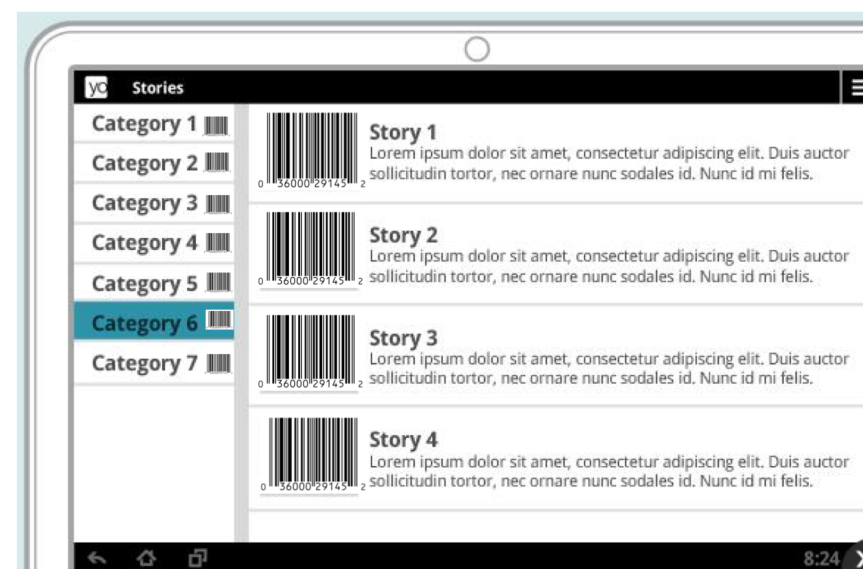 yo Stories
Category 1
Category 2
Category 3
Category 4
Category 5
Category 6
Category 7
0 36000 29145 2
Story 1
Lorem ipsum dolor sit amet, consectetur adipiscing elit. Duis auctor
sollicitudin tortor, nec ornare nunc sodales id. Nunc id mi felis.
0 36000 29145 2
Story 2
Lorem ipsum dolor sit amet, consectetur adipiscing elit. Duis auctor
sollicitudin tortor, nec ornare nunc sodales id. Nunc id mi felis.
0 36000 29145 2
Story 3
Lorem ipsum dolor sit amet, consectetur adipiscing elit. Duis auctor
sollicitudin tortor, nec ornare nunc sodales id. Nunc id mi felis.
0 36000 29145 2
Story 4
Lorem ipsum dolor sit amet, consectetur adipiscing elit. Duis auctor
sollicitudin tortor, nec ornare nunc sodales id. Nunc id mi felis.
8:24